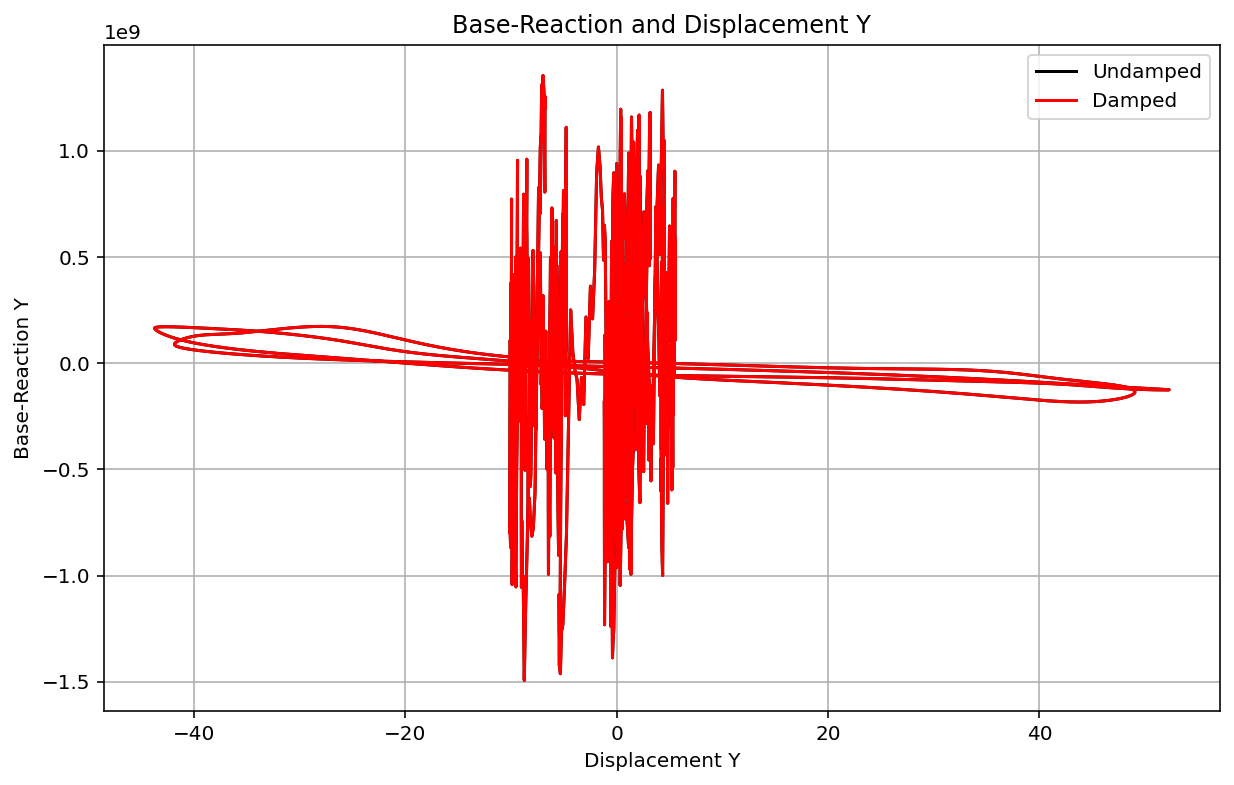 Base-Reaction and Displacement Y
1e9
Undamped
Damped
1.0
0.5
0.0
−0.5
−1.0
−1.5
Base-Reaction Y
−40
−20
0
20
40
Displacement Y